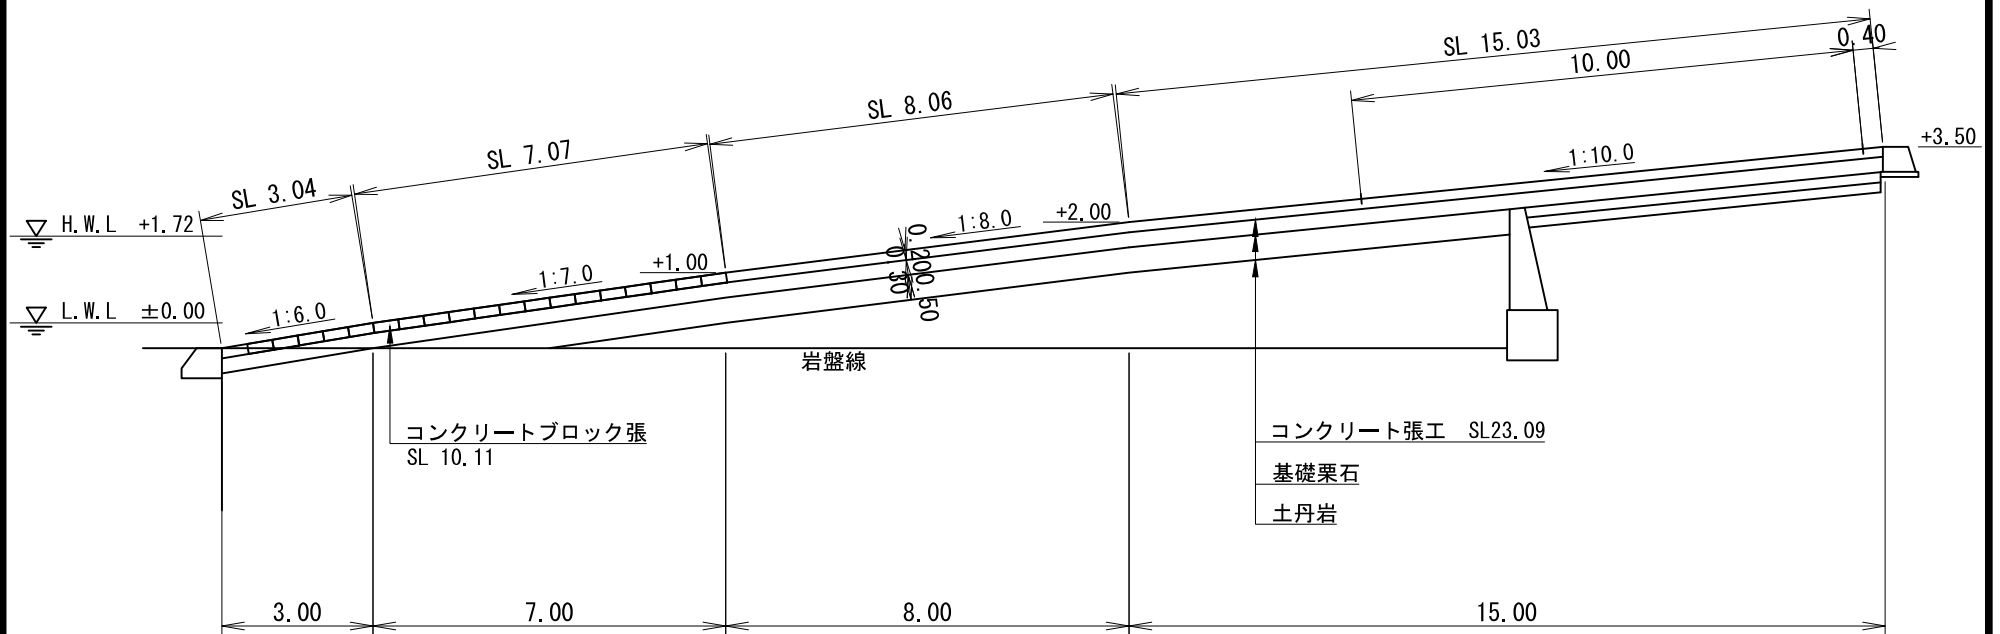 SL 15.03
0.40
10.00
SL 8.06
SL 7.07
SL 3.04
+3.50
1:10.0
+2.00
1:8.0
H.W.L +1.72
+1.00
1:7.0
0.20
0.30
0.50
L.W.L ±0.00
1:6.0
岩盤線
コンクリートブロック張
SL 10.11
コンクリート張工 SL23.09
基礎栗石
土丹岩
3.00
7.00
8.00
15.00